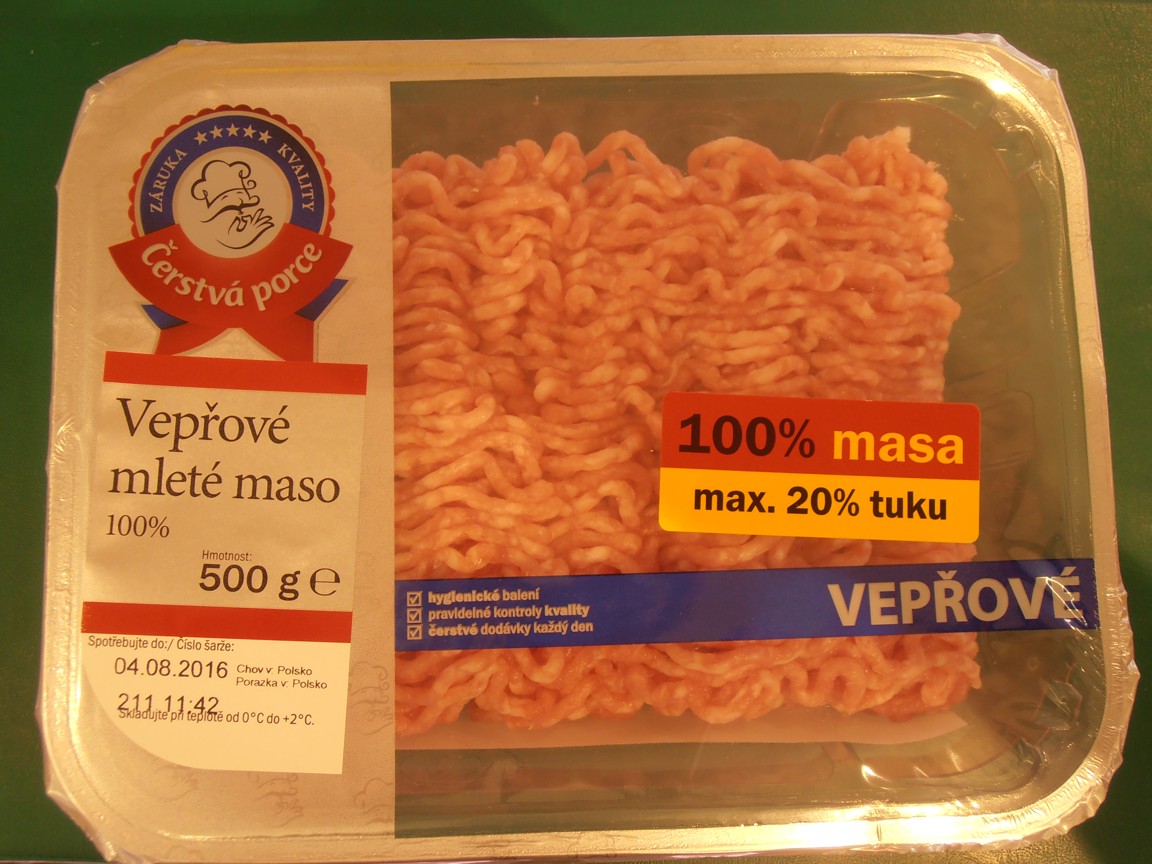 ZÁRUKA ★★★★★ KVALITY
Čerstvá porce
Vepřové
mleté maso
100%
Hmotnost:
500 g ℮
Spotřebujte do:/ Číslo šarže:
04.08.2016 Chov v: Polsko
Porazka v: Polsko
211 11:42
Skladujte při teplotě od 0°C do +2°C.
100% masa
max. 20% tuku
hygienické balení
pravidelné kontroly kvality
čerstvé dodávky každý den
VEPŘOVÉ